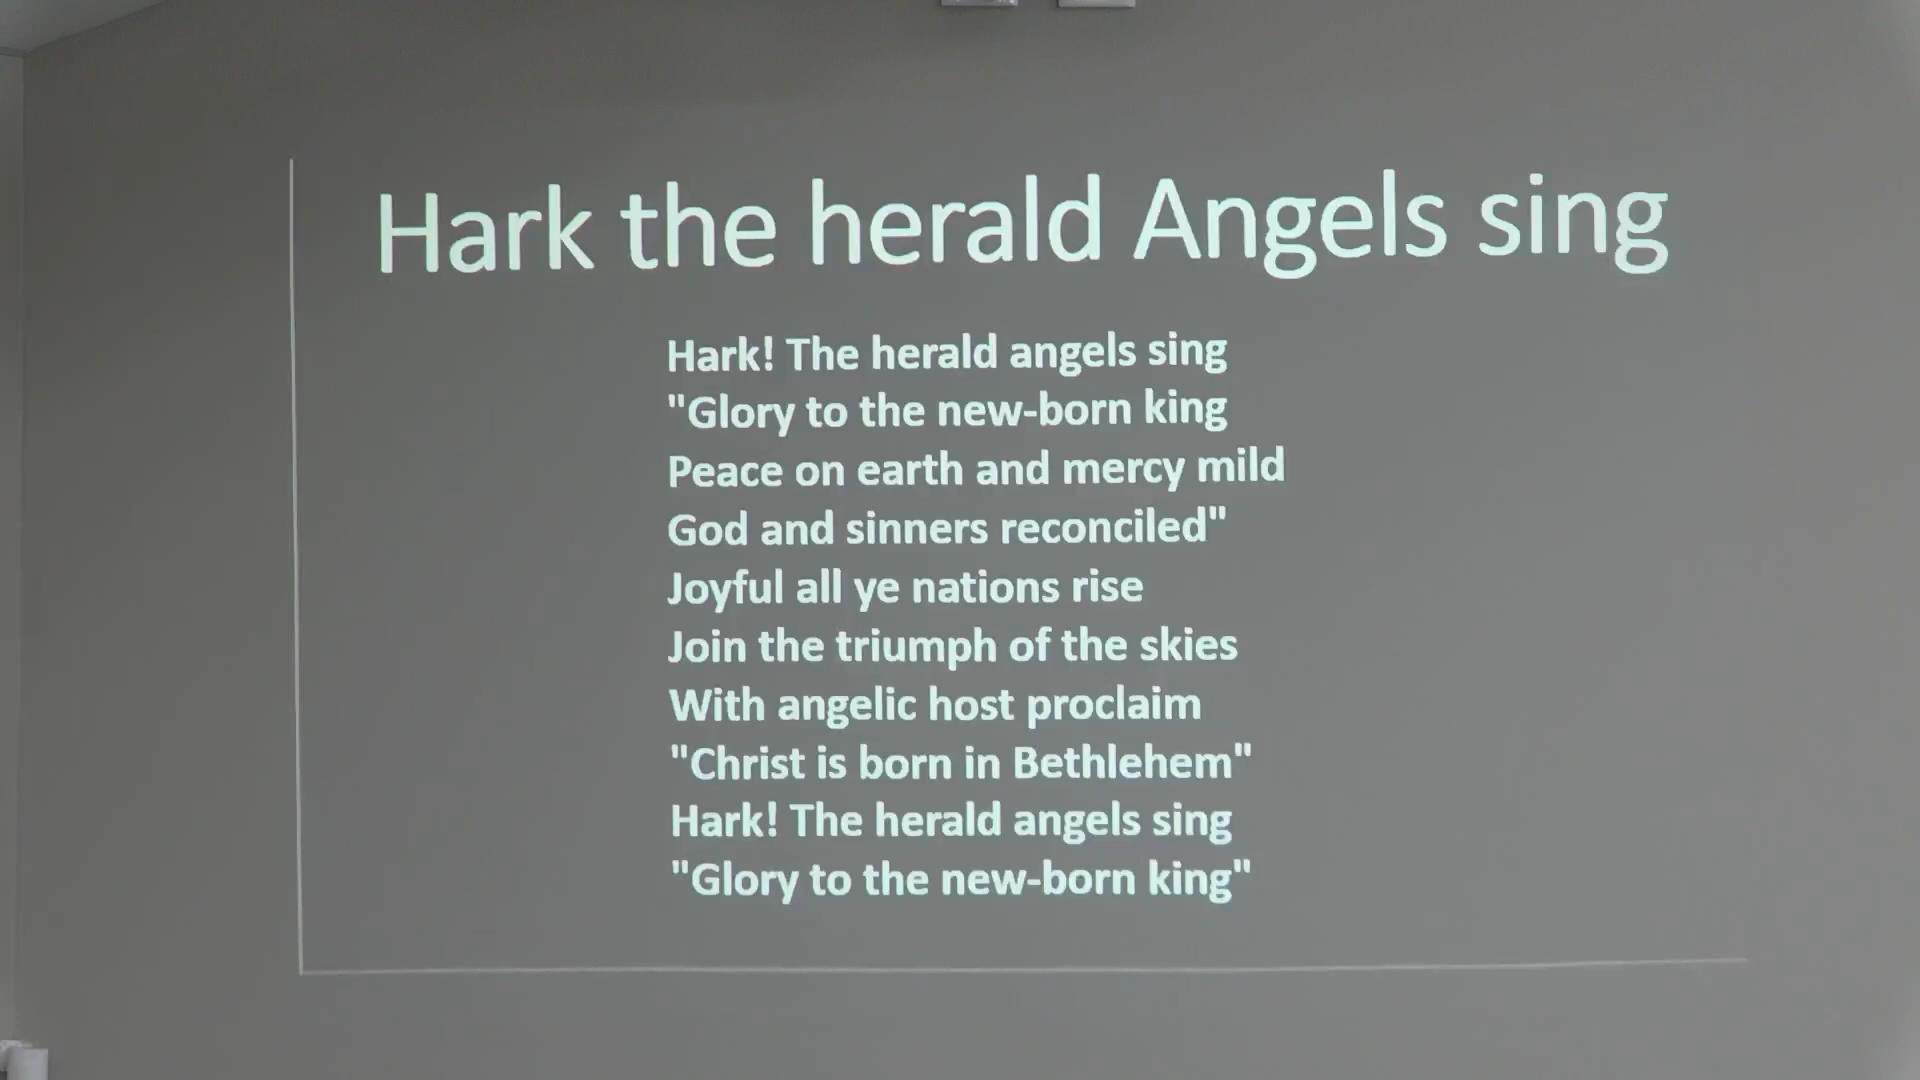 Hark the herald Angels sing
Hark! The herald angels sing
"Glory to the new-born king
Peace on earth and mercy mild
God and sinners reconciled"
Joyful all ye nations rise
Join the triumph of the skies
With angelic host proclaim
"Christ is born in Bethlehem"
Hark! The herald angels sing
"Glory to the new-born king"